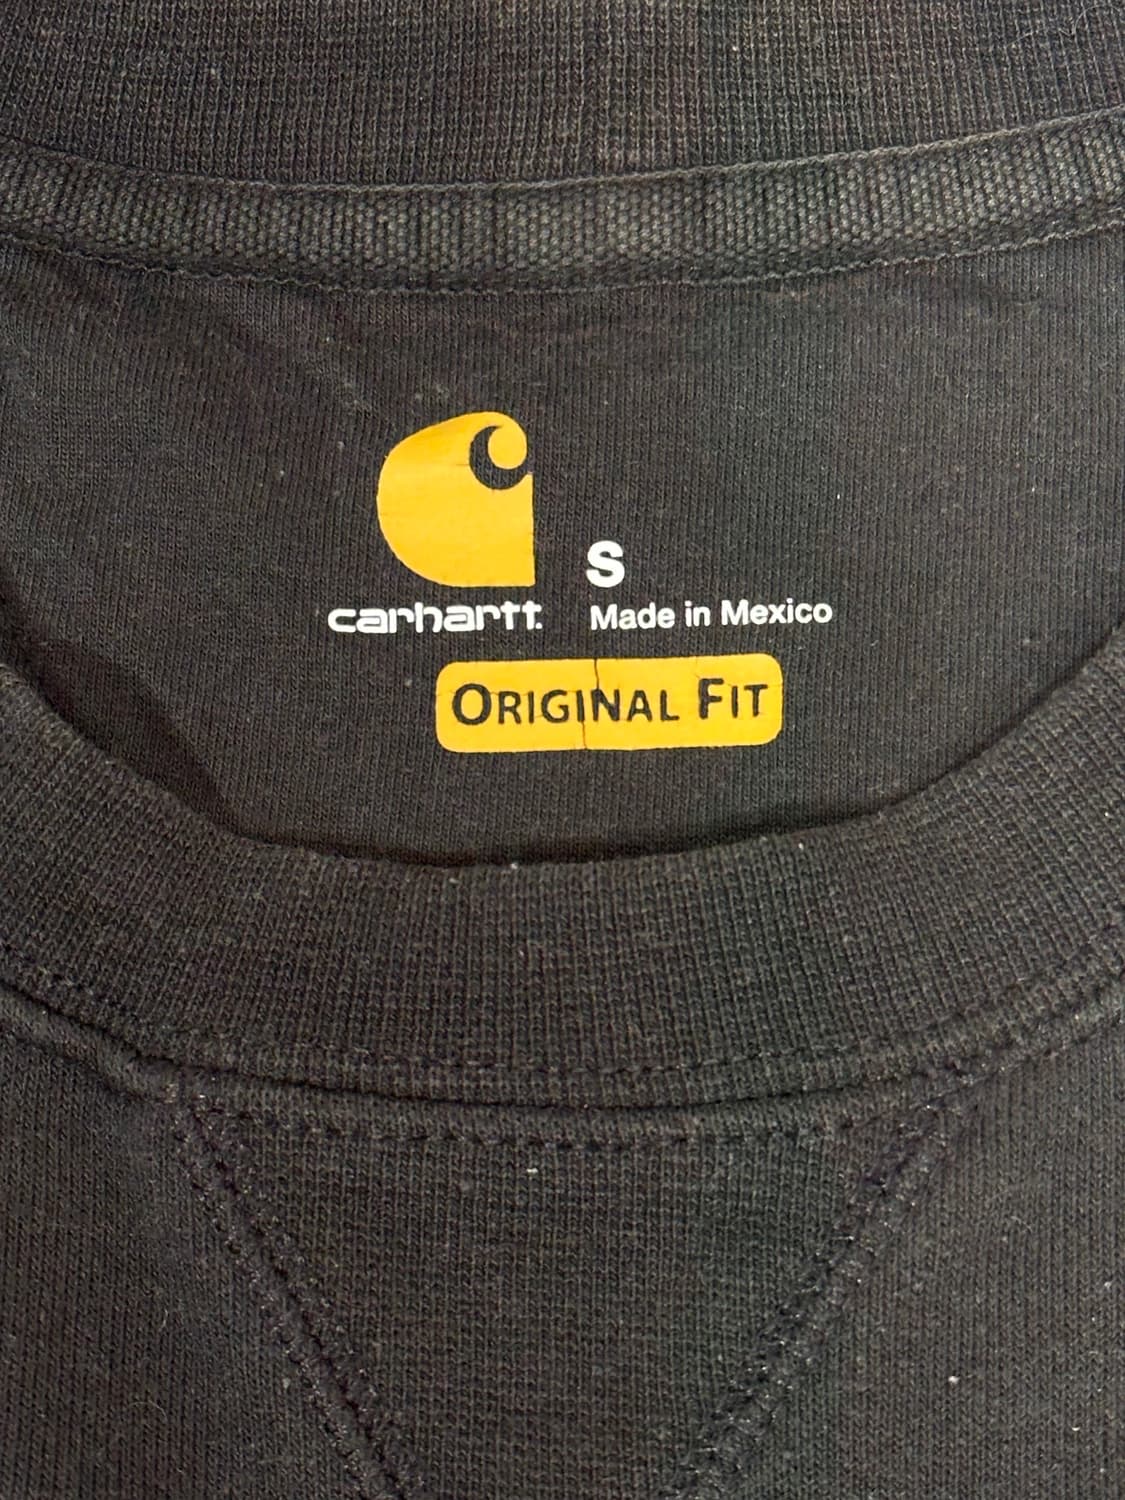 S
carhartt.
Made in Mexico
ORIGINAL FIT